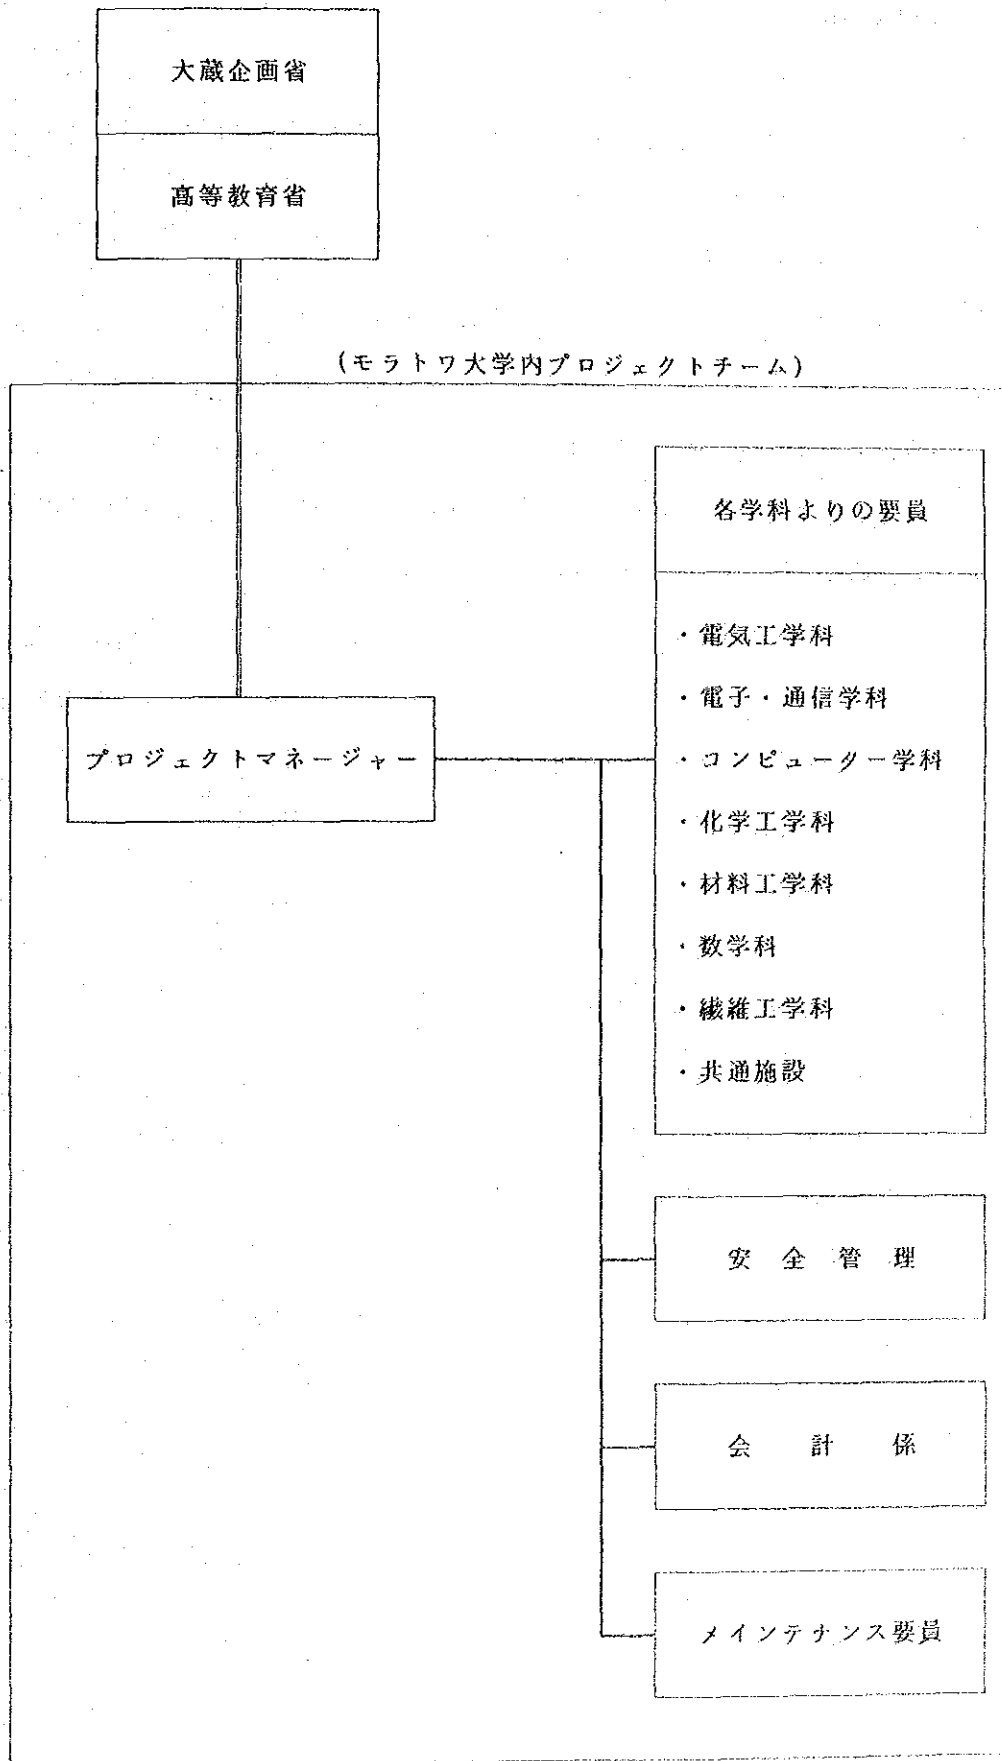 大蔵企画省
高等教育省
(モラトワ大学内プロジェクトチーム)
各学科よりの要員
・電気工学科
・電子・通信学科
プロジェクトマネージャー
・コンピューター学科
・化学工学科
・材料工学科
・数学科
・繊維工学科
・共通施設
安全管理
会計係
メインテナンス要員